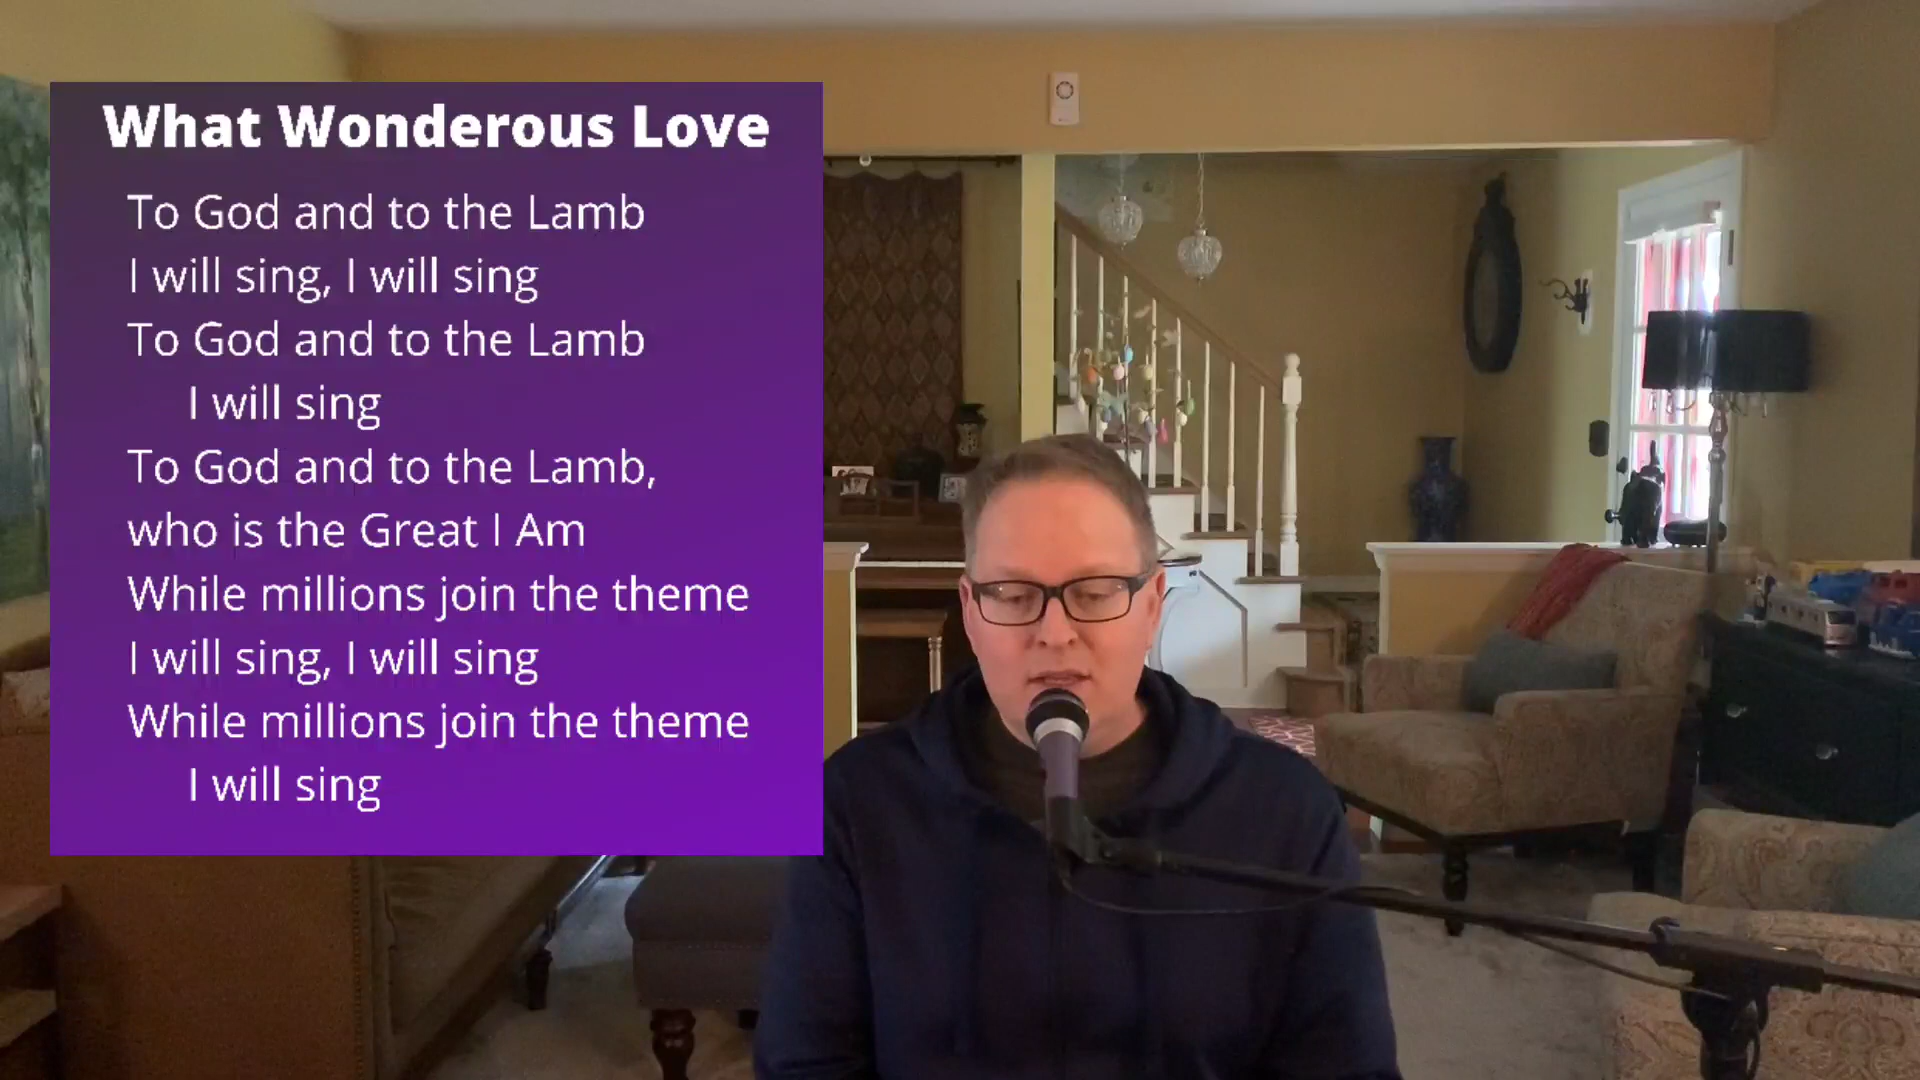 What Wonderous Love
To God and to the Lamb
I will sing, I will sing
To God and to the Lamb
I will sing
To God and to the Lamb,
who is the Great I Am
While millions join the theme
I will sing, I will sing
While millions join the theme
I will sing